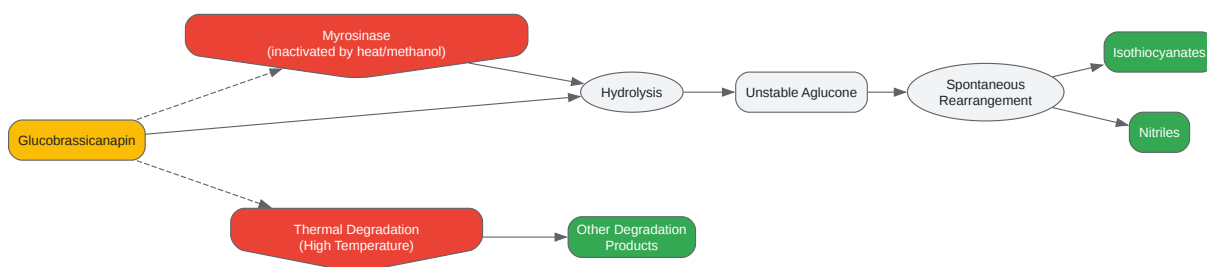 Myrosinase
(inactivated by heat/methanol)
Isothiocyanates
Hydrolysis
Unstable Aglucone
Spontaneous
Rearrangement
Glucobrassicanapin
Nitriles
Thermal Degradation
(High Temperature)
Other Degradation
Products